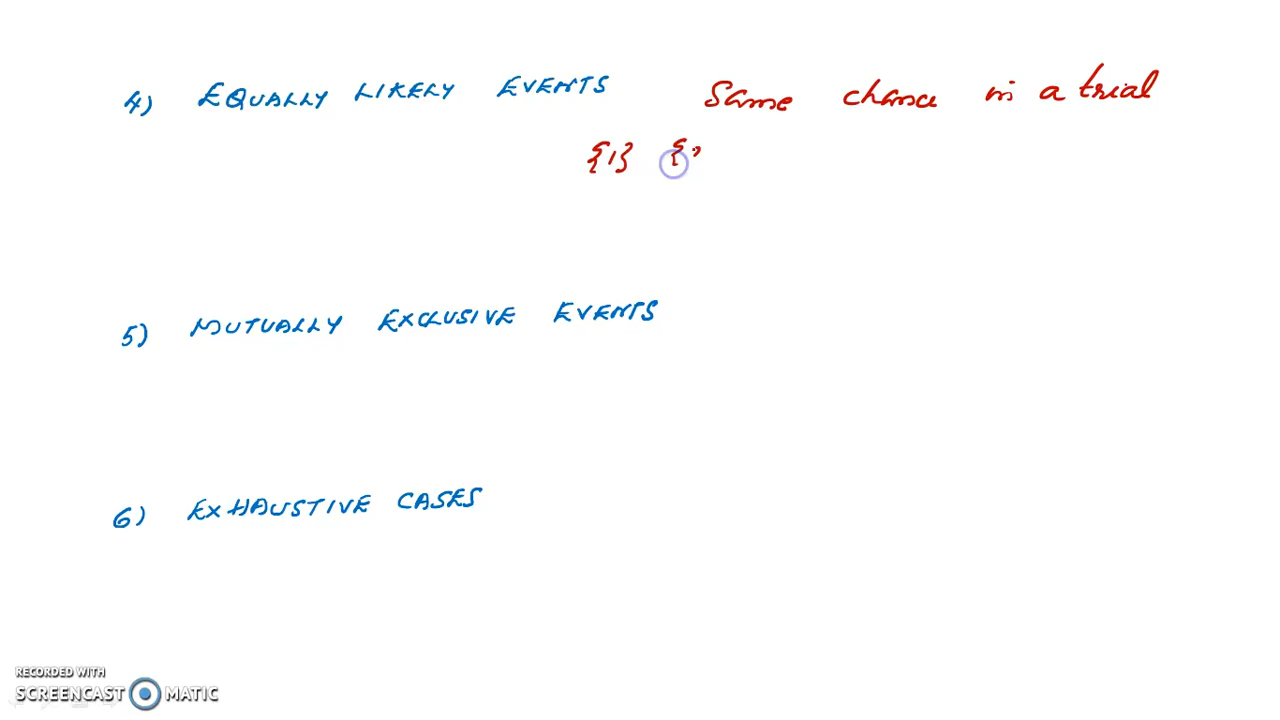 4) EQUALLY LIKELY EVENTS Same chance in a trial
{1} {
5) MUTUALLY EXCLUSIVE EVENTS
6) EXHAUSTIVE CASES
RECORDED WITH
SCREENCAST MATIC